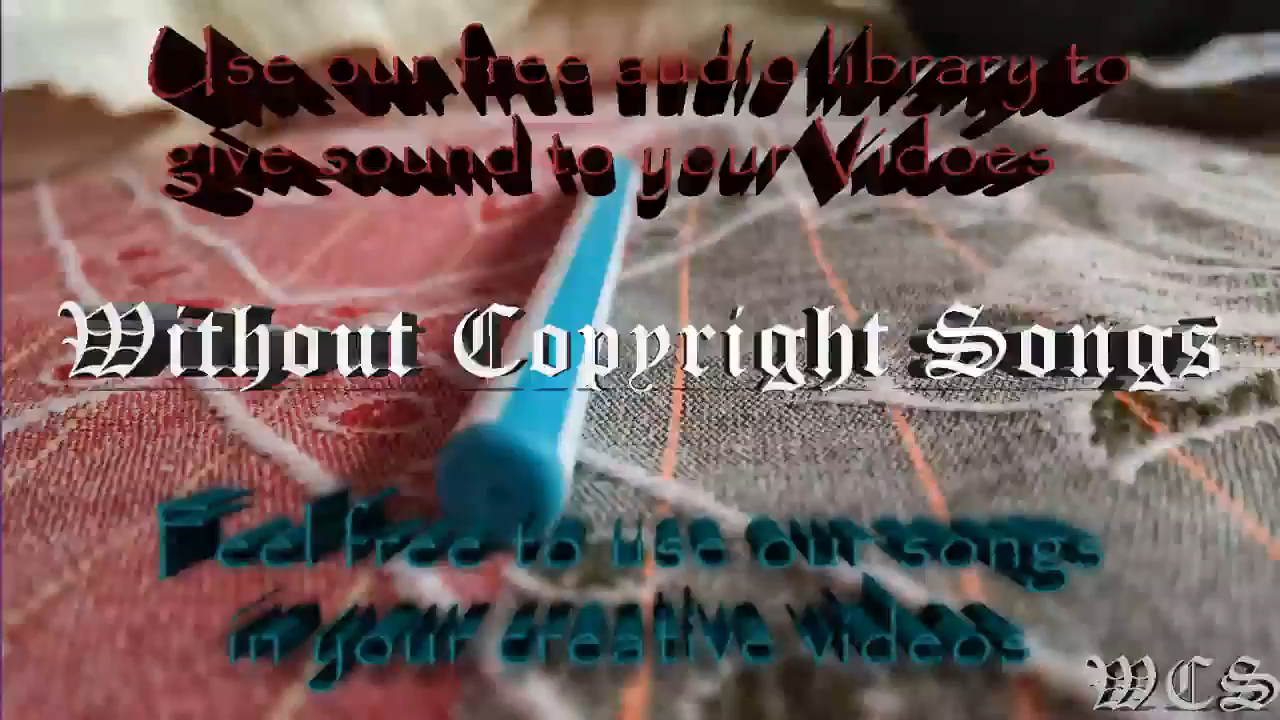 Use our free audio library to
give sound to your Vidoes
Without Copyright Songs
Feel free to use our songs
in your creative videos
WCS